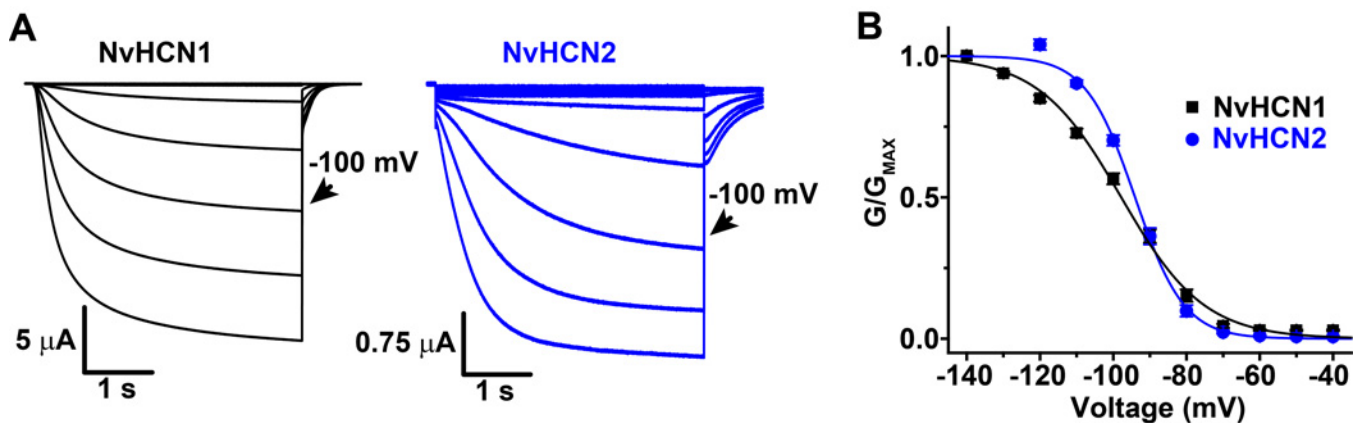 A
NvHCN1
NvHCN2
-100 mV
-100 mV
5 μA
1 s
0.75 μA
1 s
B
1.0
0.5
0.0
G/GMAX
NvHCN1
NvHCN2
-140 -120 -100 -80 -60 -40
Voltage (mV)